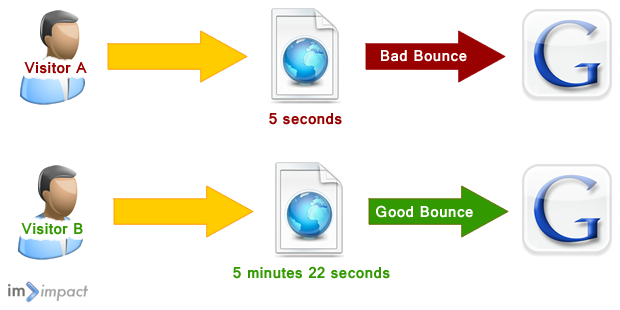 Visitor A
Bad Bounce
G
5 seconds
Visitor B
Good Bounce
G
5 minutes 22 seconds
im impact